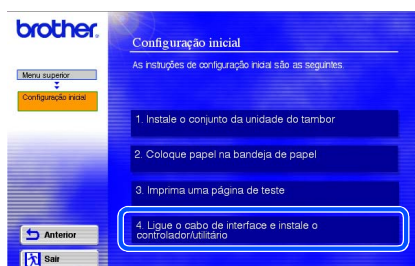 brother.
Configuração inicial
As instruções de configuração inicial são as seguintes.
Menu superior
Configuração inicial
1. Instale o conjunto da unidade do tambor
2. Coloque papel na bandeja de papel
3. Imprima uma página de teste
4. Ligue o cabo de interface e instale o
controlador/utilitário
Anterior
Sair